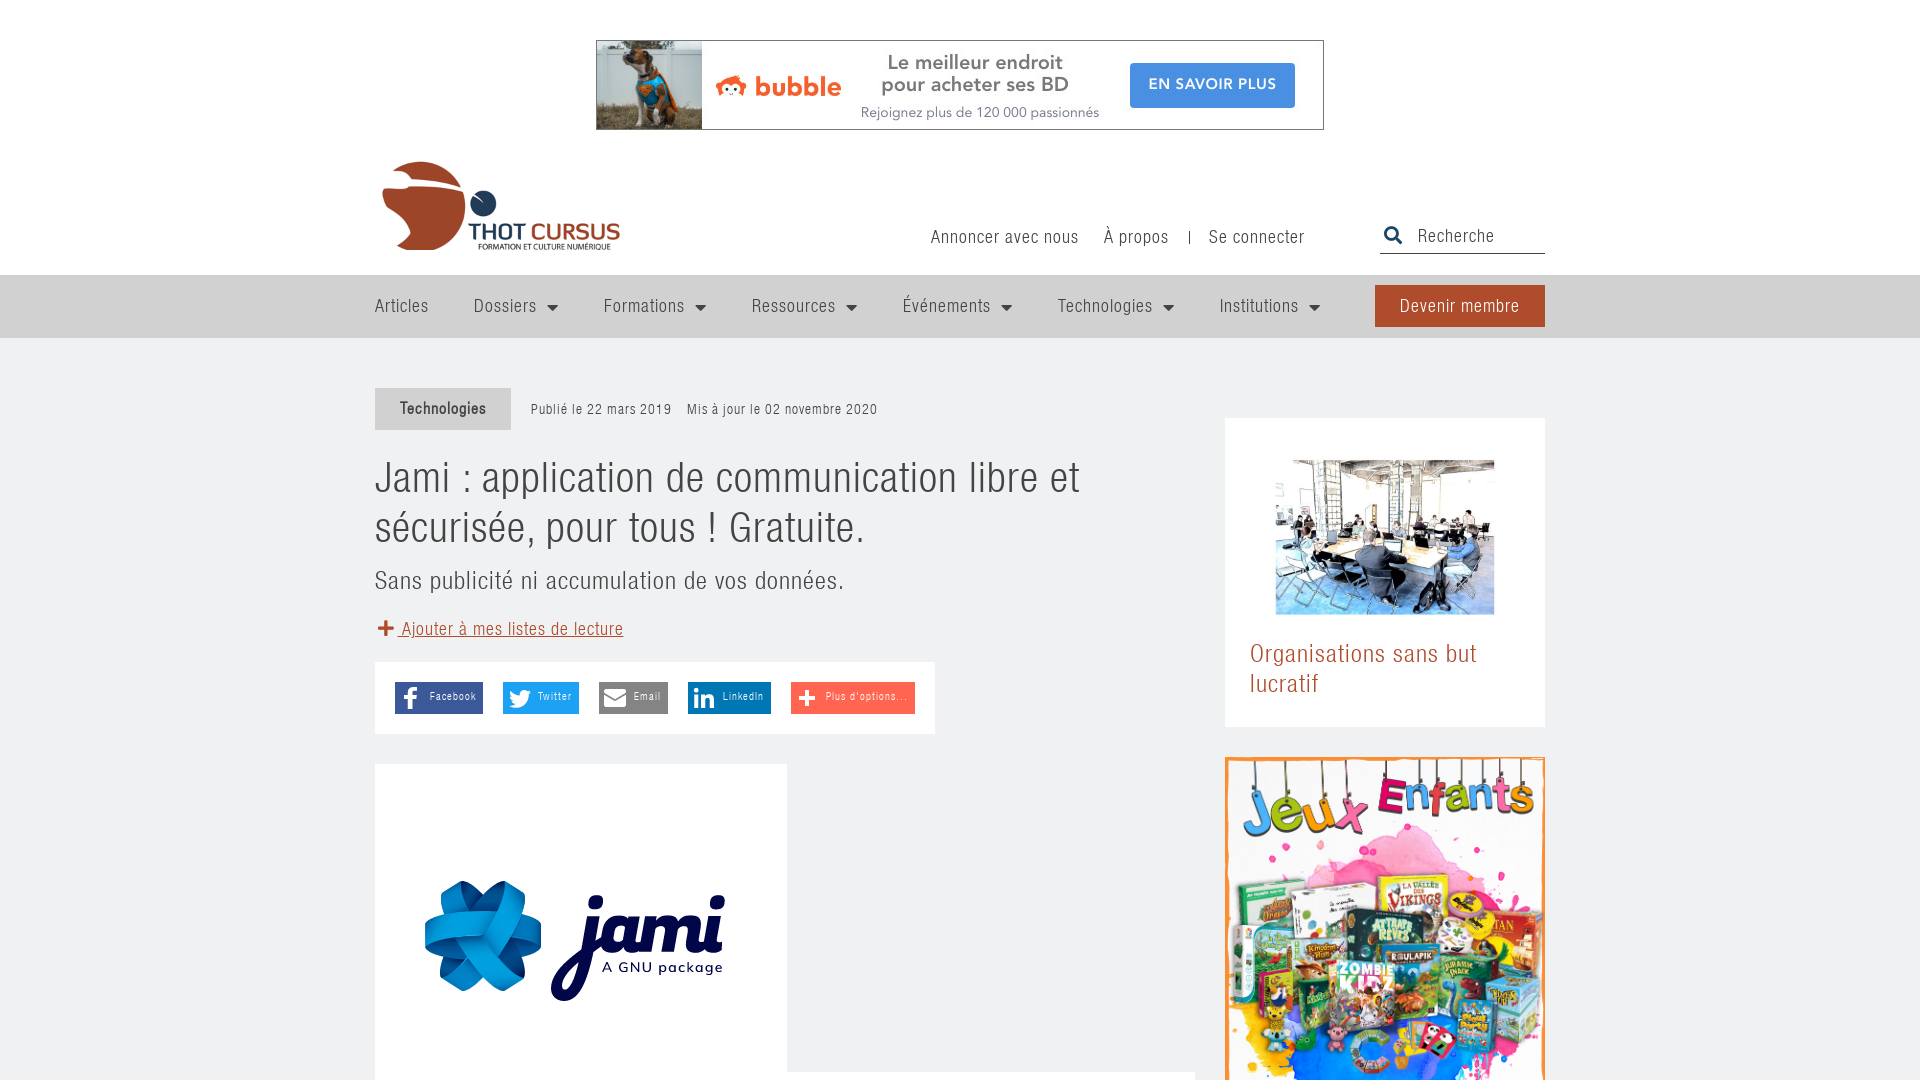 Le meilleur endroit
pour acheter ses BD
bubble
EN SAVOIR PLUS
Rejoignez plus de 120 000 passionnés
THOT CURSUS
FORMATION ET CULTURE NUMÉRIQUE
Annoncer avec nous À propos | Se connecter Recherche
Articles Dossiers Formations Ressources Événements Technologies Institutions Devenir membre
Technologies Publié le 22 mars 2019 Mis à jour le 02 novembre 2020
Jami : application de communication libre et
sécurisée, pour tous ! Gratuite.
Sans publicité ni accumulation de vos données.
Ajouter à mes listes de lecture
Facebook Twitter Email LinkedIn Plus d'options...
jami
A GNU package
Organisations sans but
lucratif
Jeux Enfants
LA VALLÉE
DES
VIKINGS
ATTRAPE
RÊVES
Kingdom
ROULAPIK
ZOMBIE
KIDZ
JURASSIC
SNACK